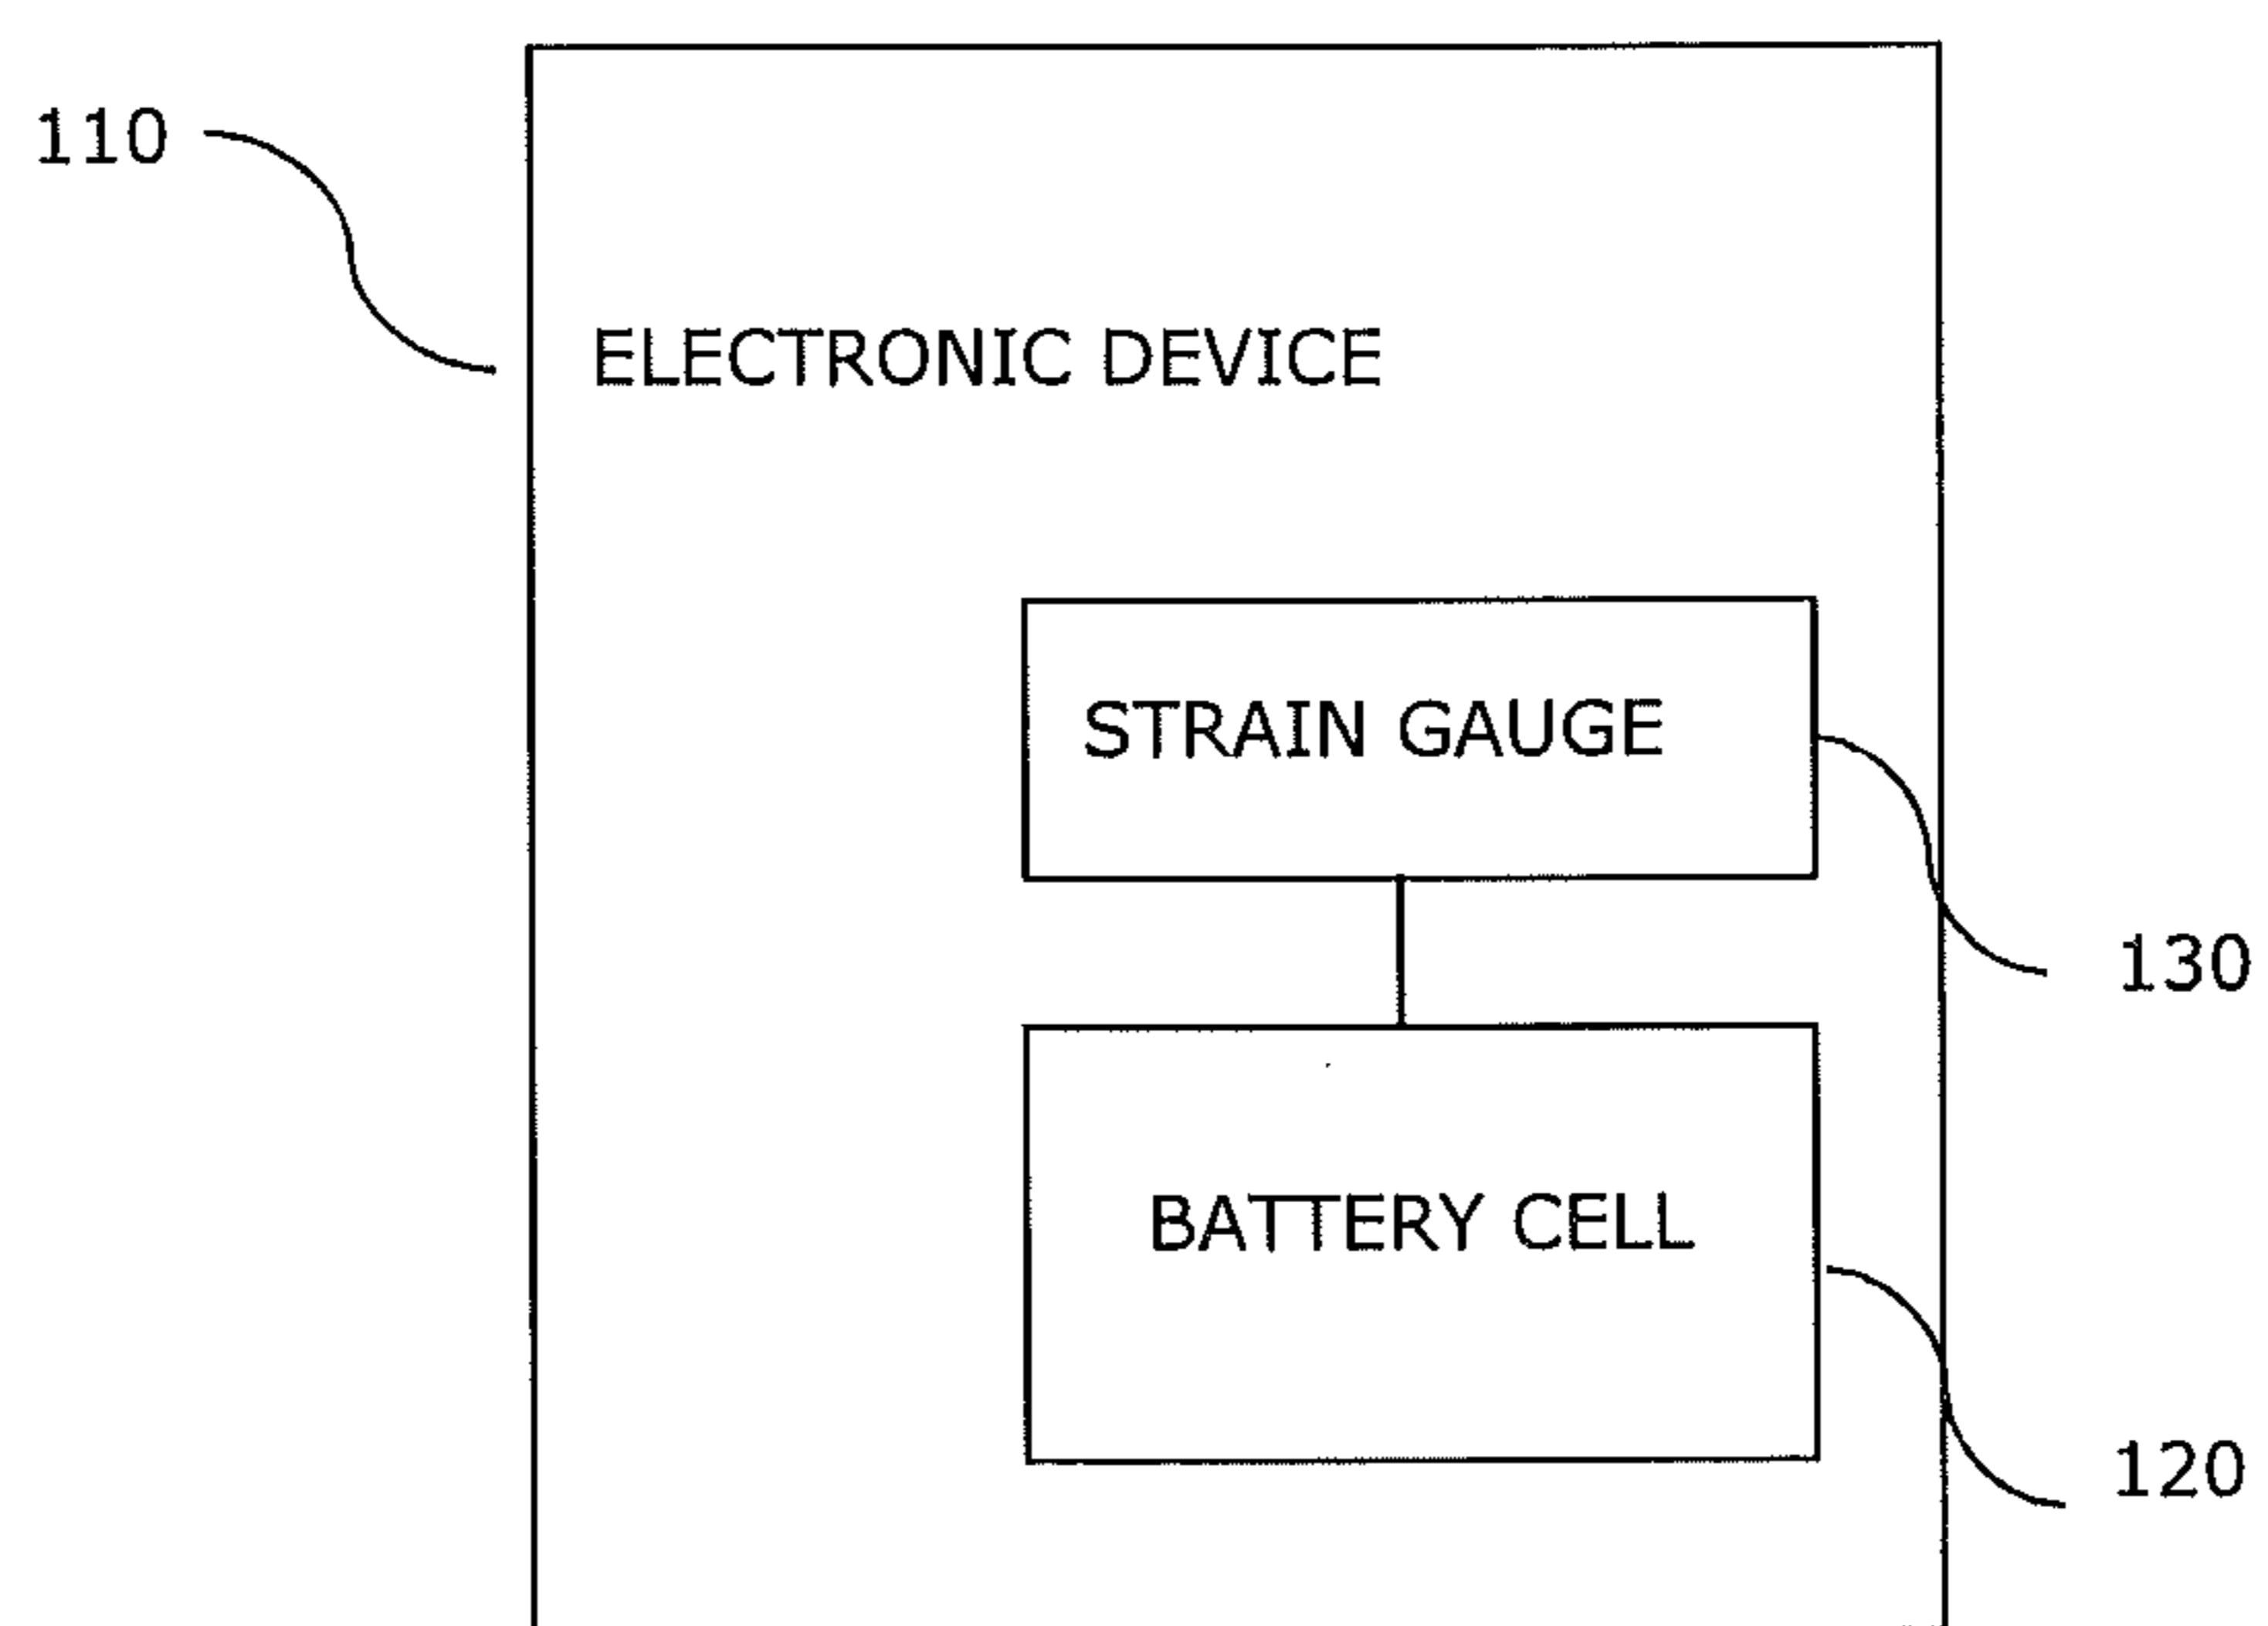 110
ELECTRONIC DEVICE
STRAIN GAUGE
130
BATTERY CELL
120